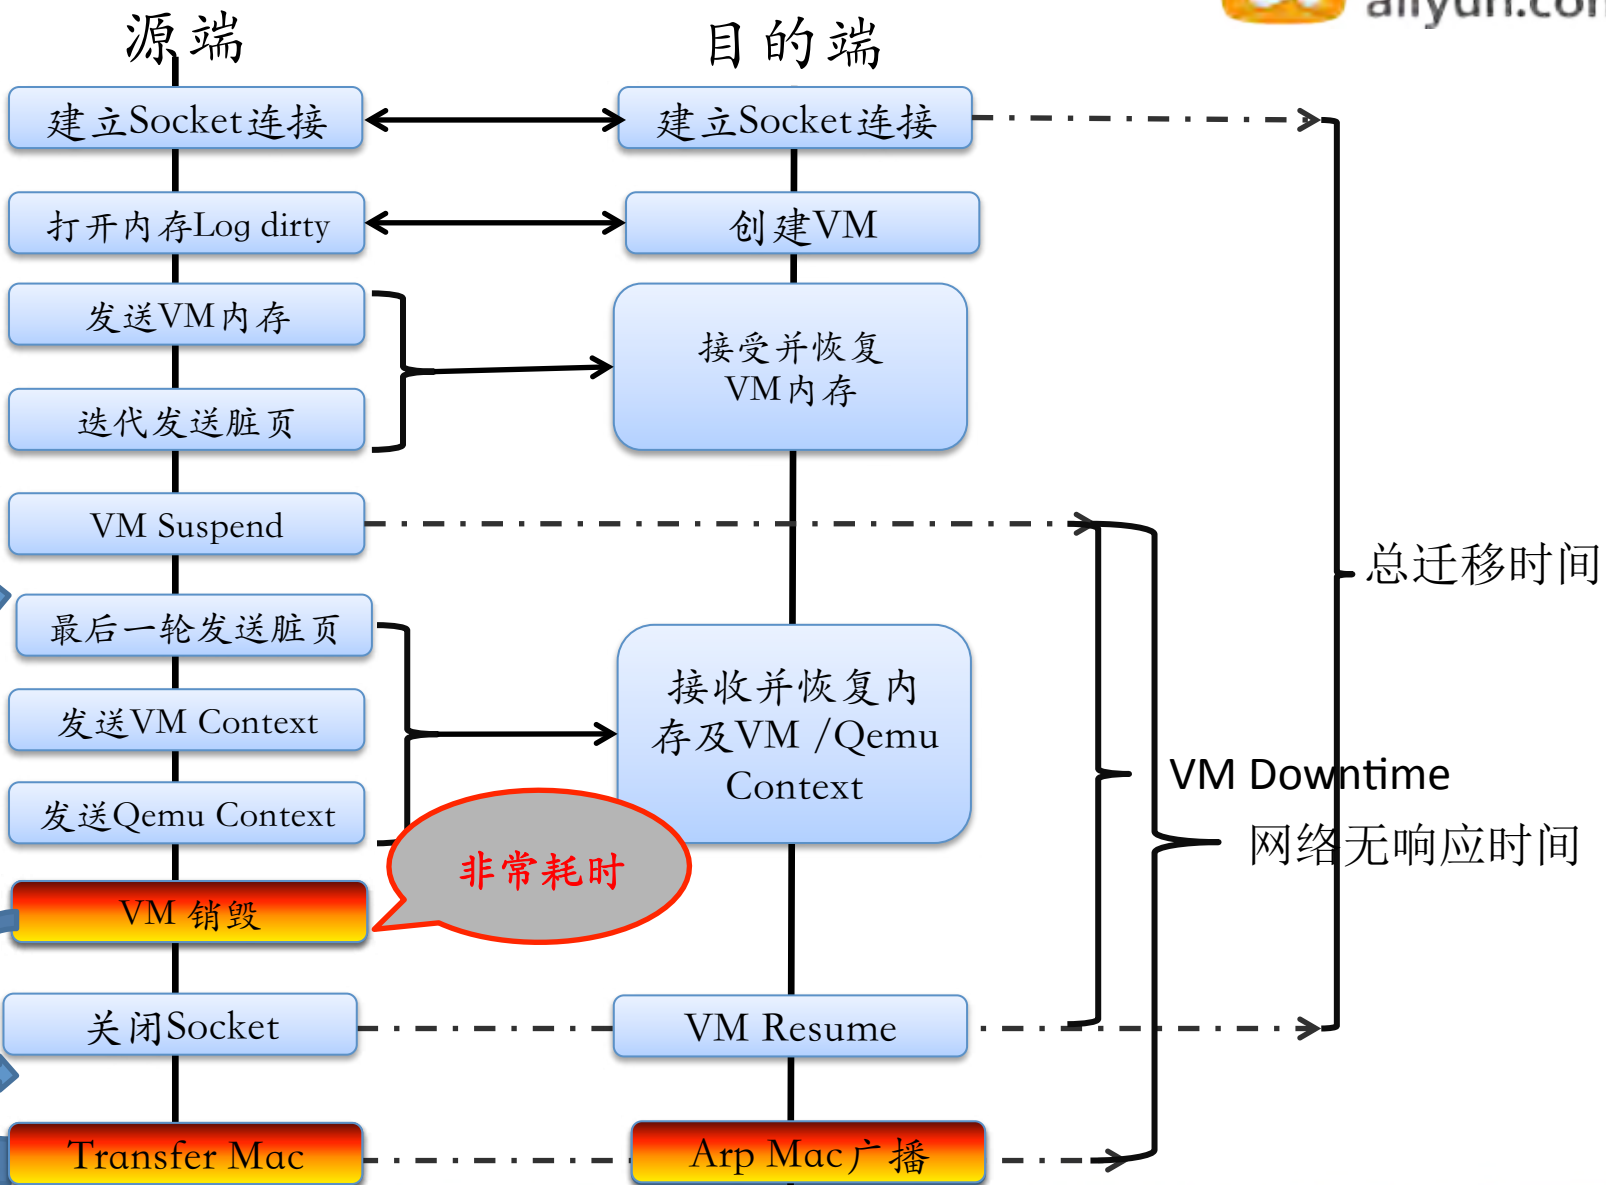 aliyun.com
源端
目的端
建立Socket连接
建立Socket连接
打开内存Log dirty
创建VM
发送VM内存
接受并恢复
VM内存
迭代发送脏页
VM Suspend
总迁移时间
最后一轮发送脏页
接收并恢复内
存及VM /Qemu
Context
发送VM Context
VM Downtime
发送Qemu Context
网络无响应时间
非常耗时
VM 销毁
关闭Socket
VM Resume
Transfer Mac
Arp Mac广播